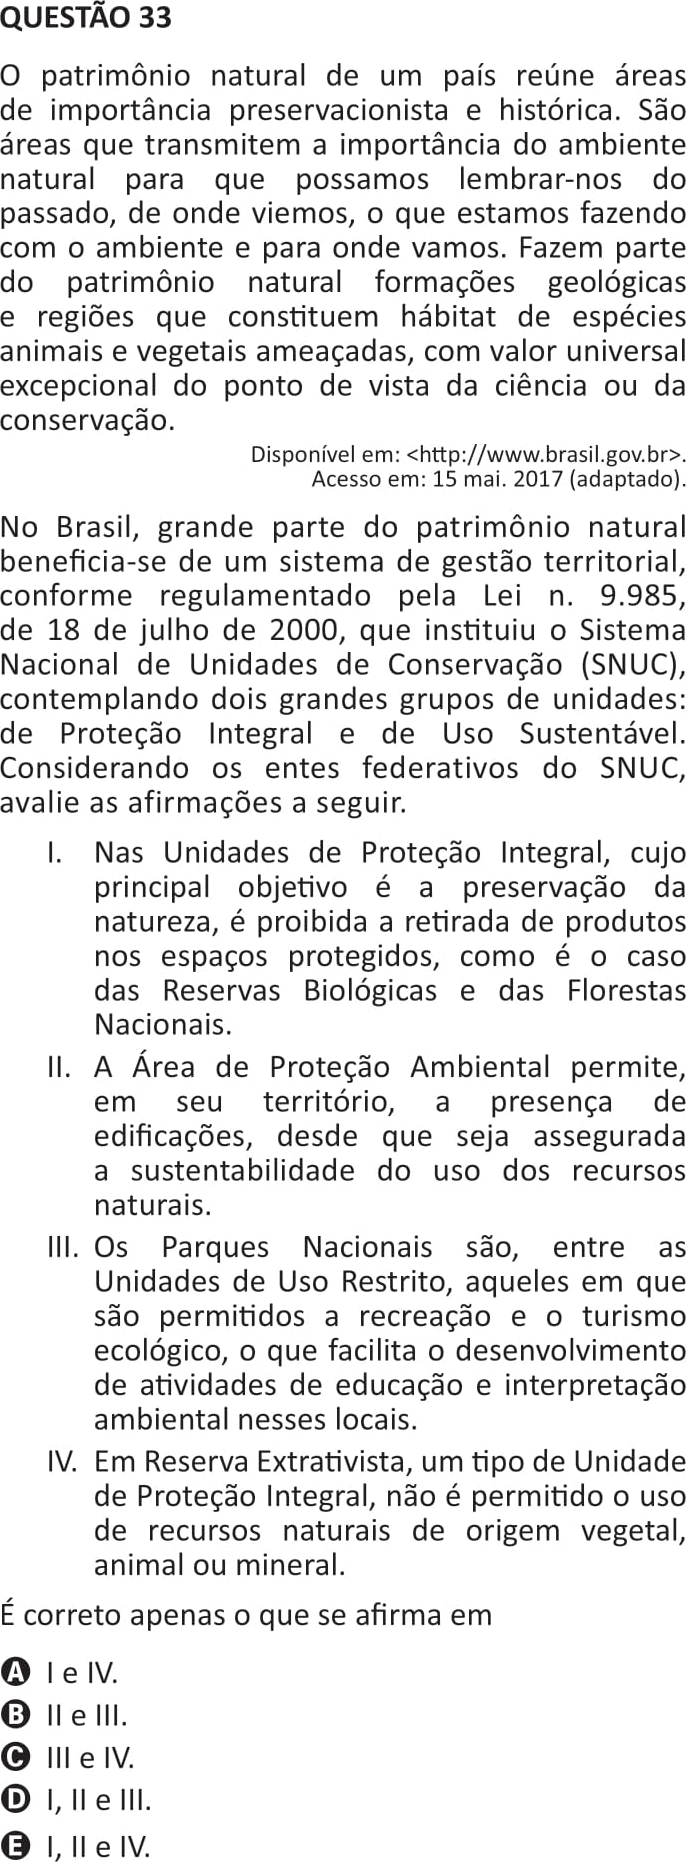 QUESTÃO 33
O patrimônio natural de um país reúne áreas
de importância preservacionista e histórica. São
áreas que transmitem a importância do ambiente
natural para que possamos lembrar-nos do
passado, de onde viemos, o que estamos fazendo
com o ambiente e para onde vamos. Fazem parte
do patrimônio natural formações geológicas
e regiões que constituem hábitat de espécies
animais e vegetais ameaçadas, com valor universal
excepcional do ponto de vista da ciência ou da
conservação.
Disponível em: <http://www.brasil.gov.br>.
Acesso em: 15 mai. 2017 (adaptado).
No Brasil, grande parte do patrimônio natural
beneficia-se de um sistema de gestão territorial,
conforme regulamentado pela Lei n. 9.985,
de 18 de julho de 2000, que instituiu o Sistema
Nacional de Unidades de Conservação (SNUC),
contemplando dois grandes grupos de unidades:
de Proteção Integral e de Uso Sustentável.
Considerando os entes federativos do SNUC,
avalie as afirmações a seguir.
I. Nas Unidades de Proteção Integral, cujo
principal objetivo é a preservação da
natureza, é proibida a retirada de produtos
nos espaços protegidos, como é o caso
das Reservas Biológicas e das Florestas
Nacionais.
II. A Área de Proteção Ambiental permite,
em seu território, a presença de
edificações, desde que seja assegurada
a sustentabilidade do uso dos recursos
naturais.
III. Os Parques Nacionais são, entre as
Unidades de Uso Restrito, aqueles em que
são permitidos a recreação e o turismo
ecológico, o que facilita o desenvolvimento
de atividades de educação e interpretação
ambiental nesses locais.
IV. Em Reserva Extrativista, um tipo de Unidade
de Proteção Integral, não é permitido o uso
de recursos naturais de origem vegetal,
animal ou mineral.
É correto apenas o que se afirma em
A I e IV.
B II e III.
C III e IV.
D I, II e III.
E I, II e IV.